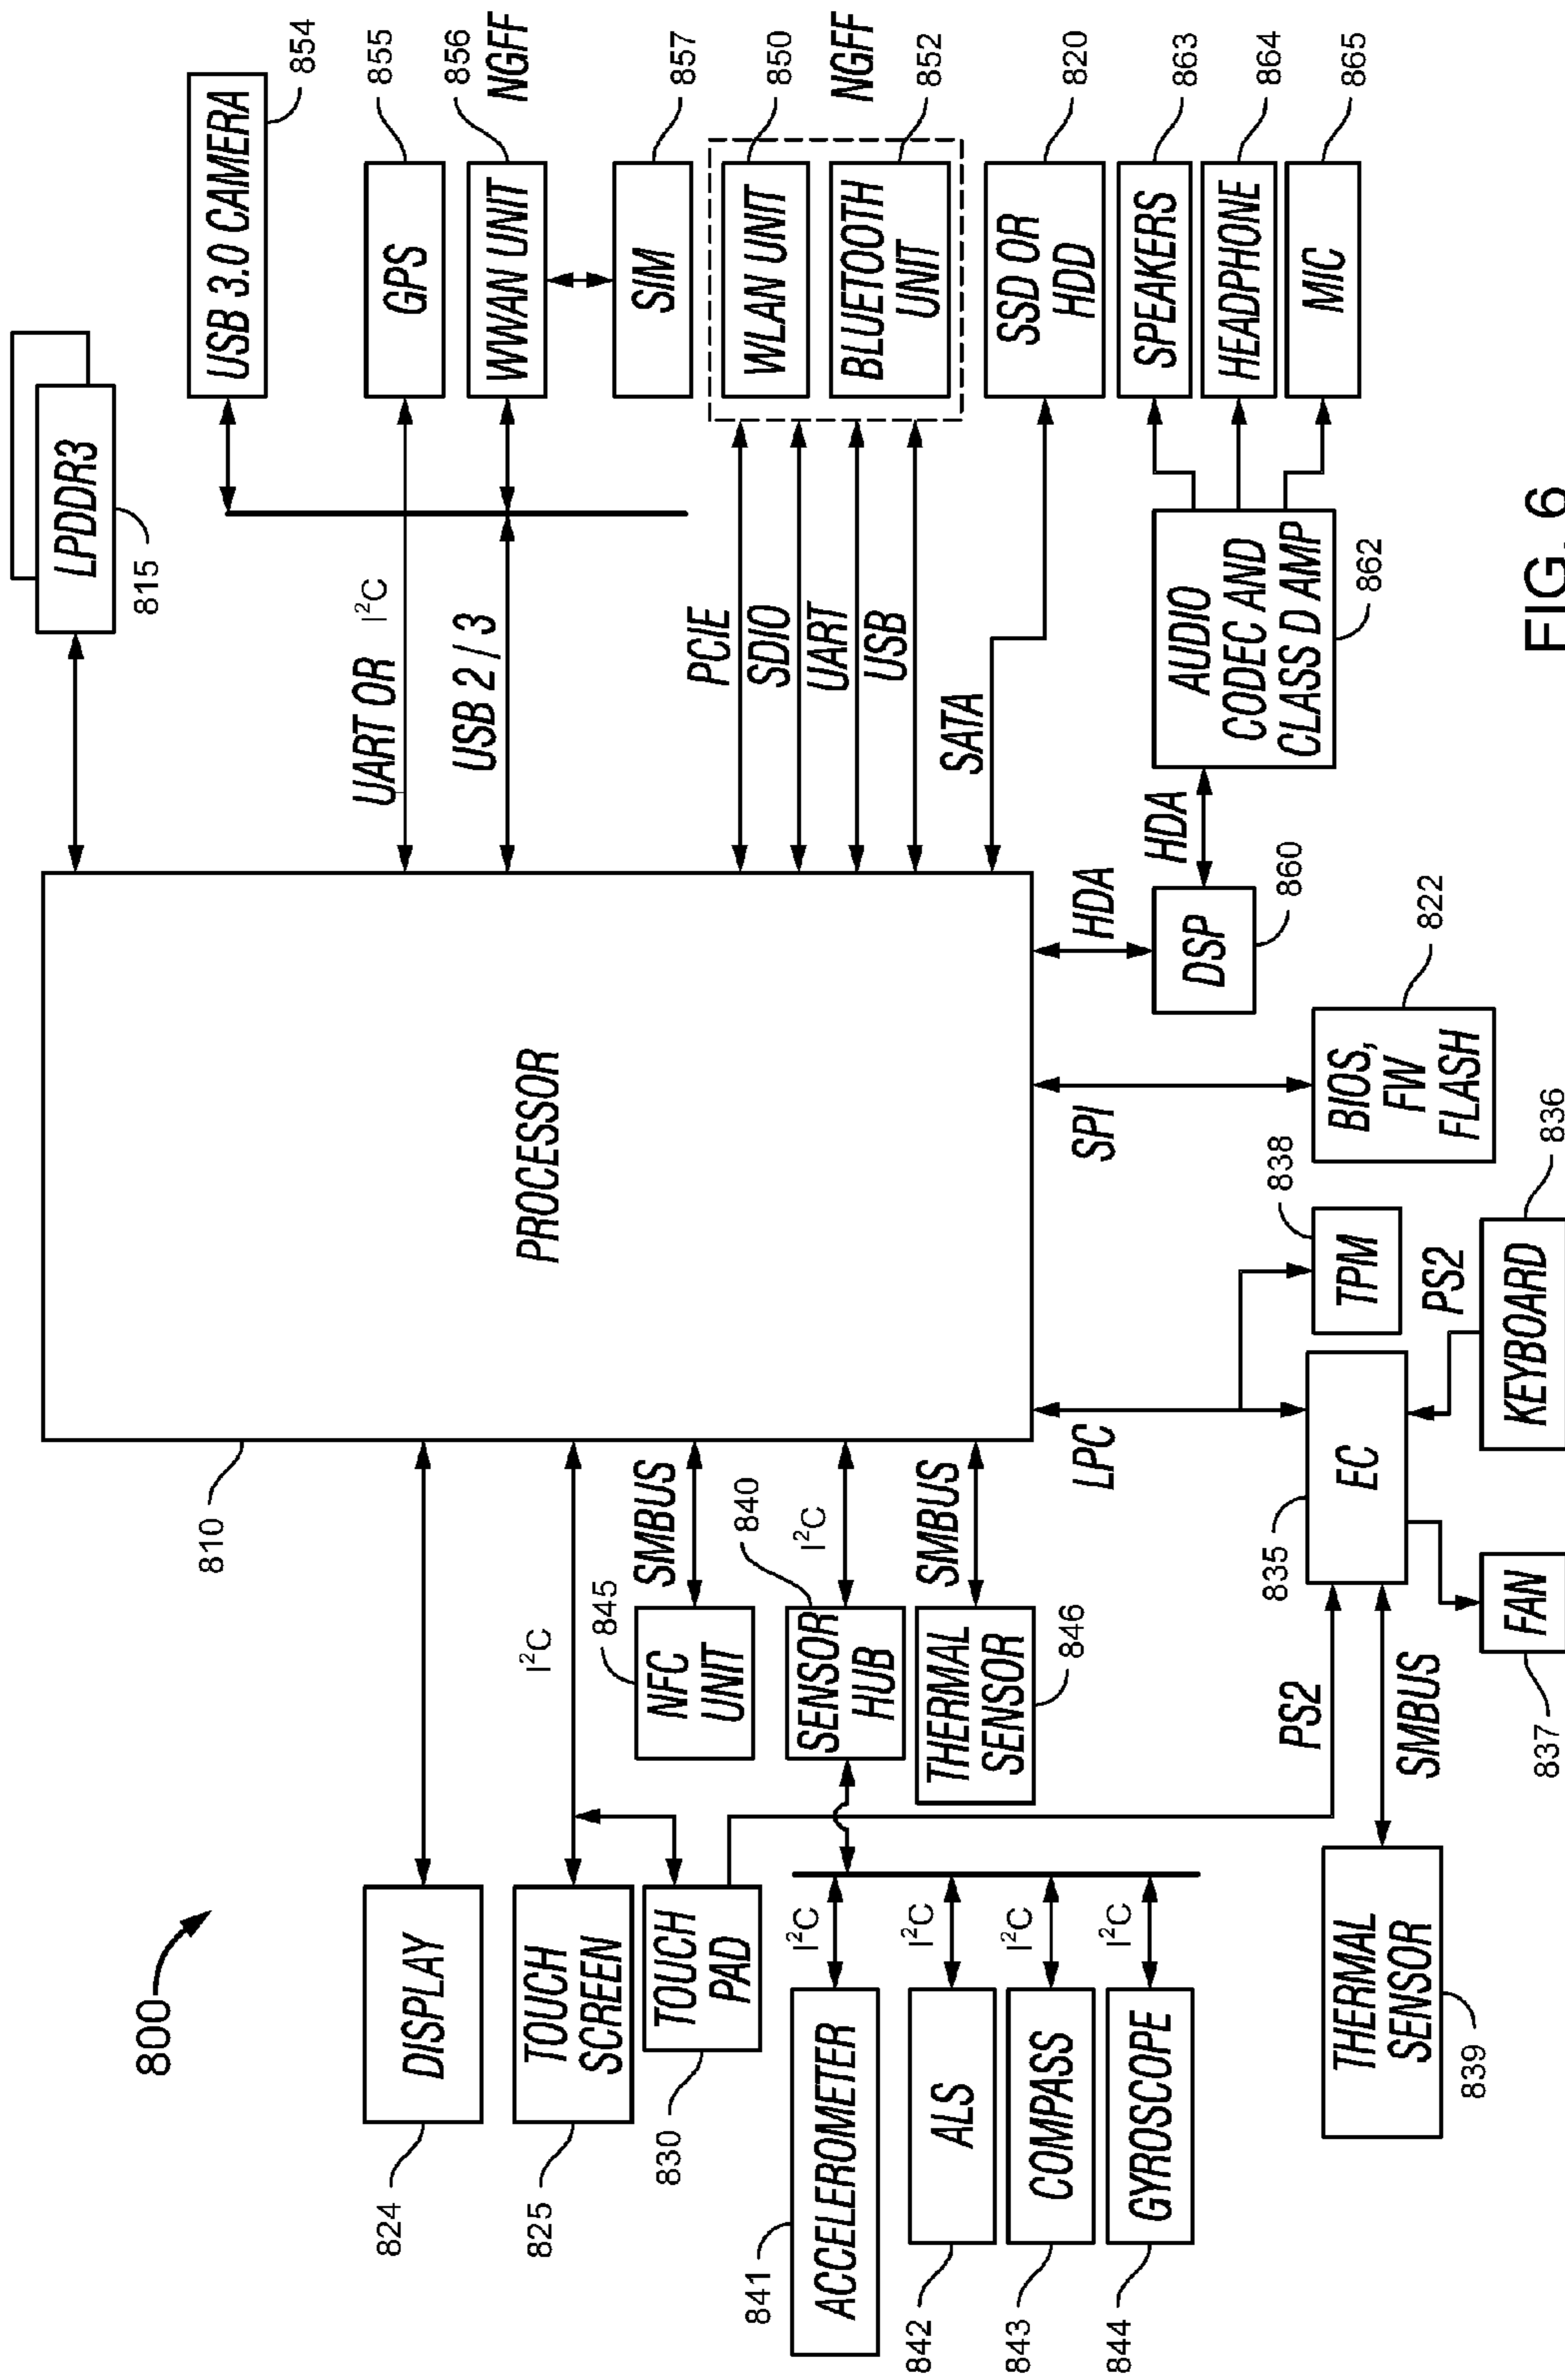 800
LPDDR3
815
USB 3.0 CAMERA
854
810
PROCESSOR
DISPLAY
824
UART OR
I²C
GPS
855
USB 2 / 3
WWAN UNIT
856
NGFF
TOUCH
SCREEN
825
I²C
SIM
857
TOUCH
PAD
830
NFC
UNIT
845
SMBUS
PCIE
SDIO
UART
USB
WLAN UNIT
850
BLUETOOTH
UNIT
852
NGFF
SENSOR
HUB
840
I²C
THERMAL
SENSOR
846
SMBUS
ACCELEROMETER
841
I²C
ALS
842
I²C
COMPASS
843
I²C
GYROSCOPE
844
I²C
SATA
SSD OR
HDD
820
LPC
SPI
HDA
DSP
860
HDA
AUDIO
CODEC AND
CLASS D AMP
862
SPEAKERS
863
HEADPHONE
864
MIC
865
THERMAL
SENSOR
839
PS2
SMBUS
EC
835
TPM
838
BIOS,
FW
FLASH
822
FAN
837
PS2
KEYBOARD
836
FIG. 6